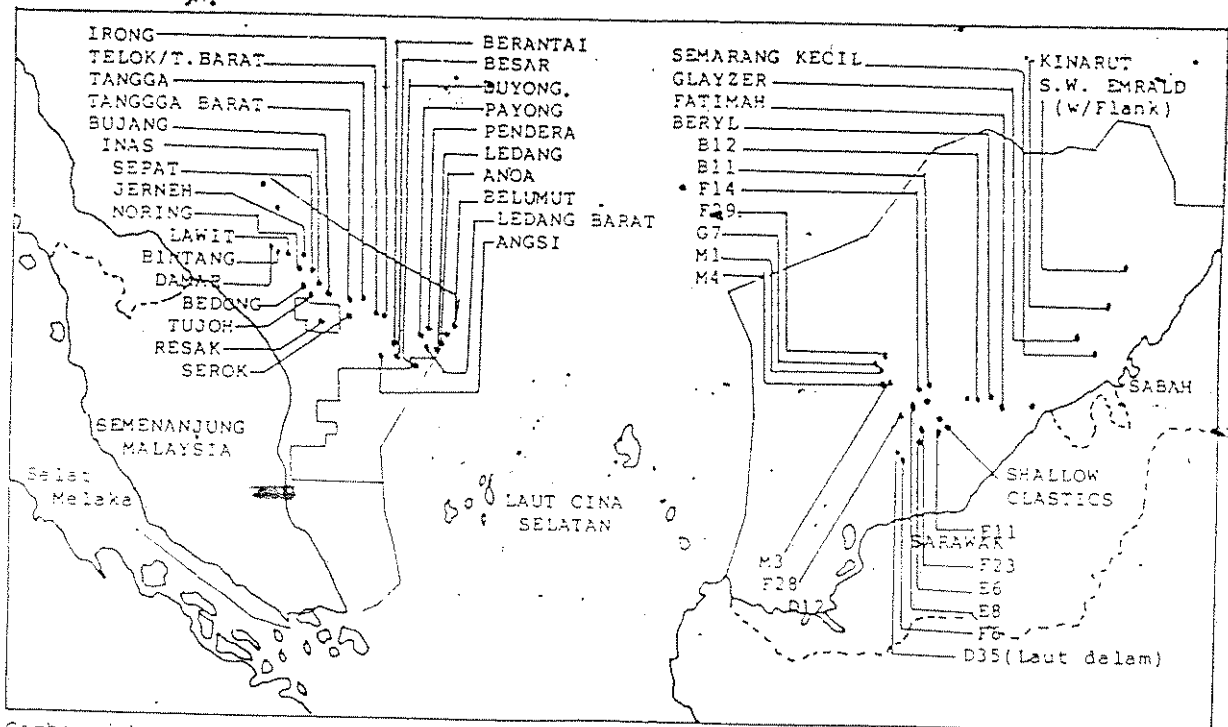 IRONG
TELOK/T.BARAT
TANGGA
TANGGGA BARAT
BUJANG
INAS
SEPAT
JERNEH
NORING
LAWIT
BINTANG
DAMAR
BEDONG
TUJOH
RESAK
SEROK
BERANTAI
BESAR
DUYONG
PAYONG
PENDERA
LEDANG
ANOA
BELUMUT
LEDANG BARAT
ANGSI
SEMARANG KECIL
GLAYZER
FATIMAH
BERYL
B12
B11
F14
F29
G7
M1
M4
KINARUT
S.W. EMRALD
(w/Flank)
SABAH
SEMENANJUNG
MALAYSIA
Selat
Melaka
LAUT CINA
SELATAN
SHALLOW
CLASTICS
F11
SARAWAK
F23
E6
E8
F6
D35(Laut dalam)
M3
F28
D12